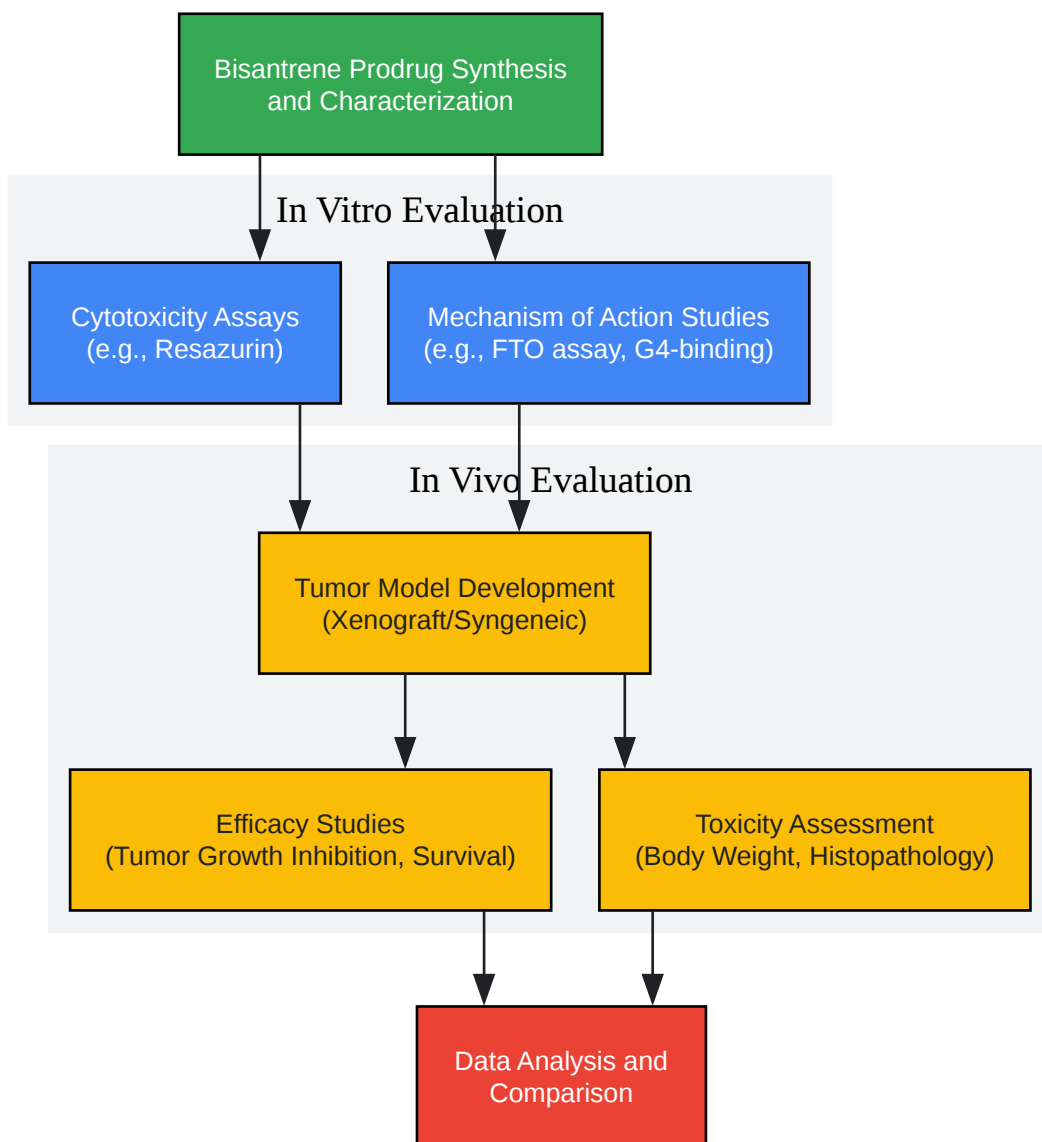 Bisantrene Prodrug Synthesis
and Characterization
In Vitro Evaluation
Cytotoxicity Assays
(e.g., Resazurin)
Mechanism of Action Studies
(e.g., FTO assay, G4-binding)
In Vivo Evaluation
Tumor Model Development
(Xenograft/Syngeneic)
Efficacy Studies
(Tumor Growth Inhibition, Survival)
Toxicity Assessment
(Body Weight, Histopathology)
Data Analysis and
Comparison